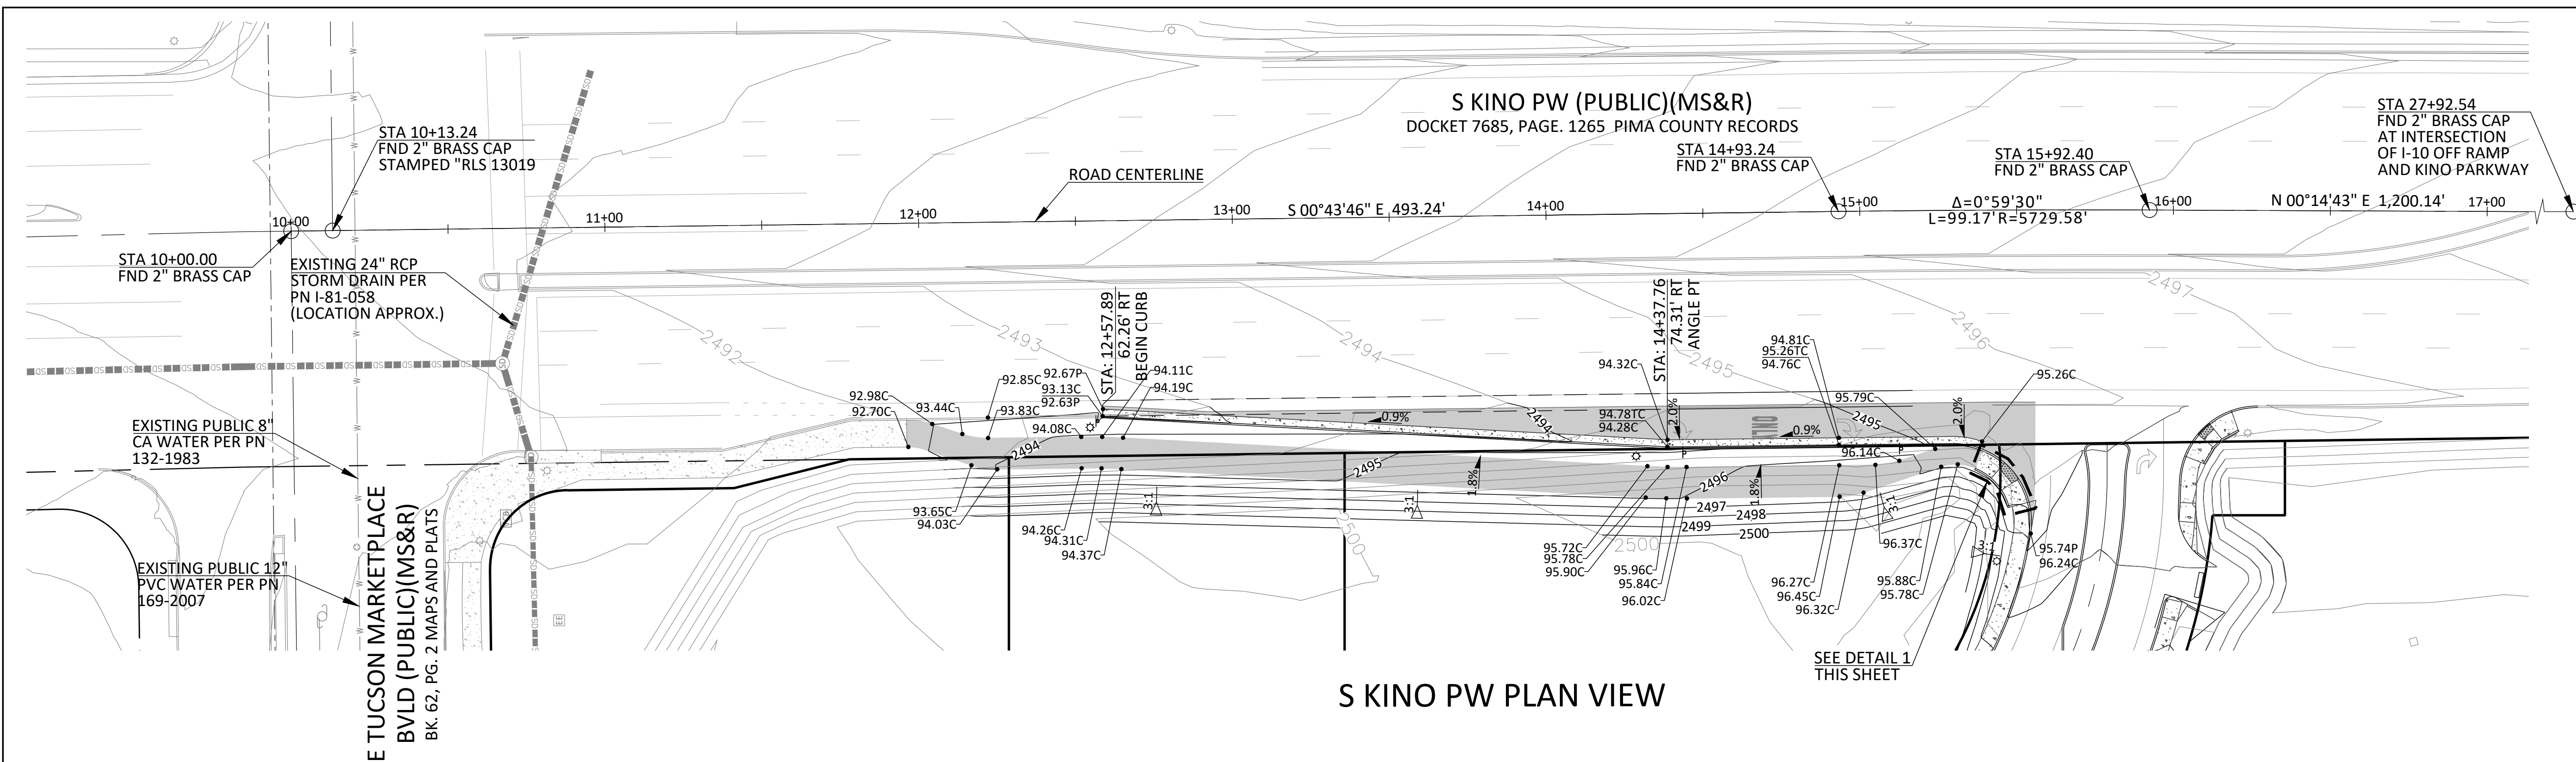 S KINO PW (PUBLIC)(MS&R)
DOCKET 7685, PAGE. 1265  PIMA COUNTY RECORDS
STA 10+13.24
FND 2" BRASS CAP
STAMPED "RLS 13019
ROAD CENTERLINE
STA 14+93.24
FND 2" BRASS CAP
STA 15+92.40
FND 2" BRASS CAP
STA 27+92.54
FND 2" BRASS CAP
AT INTERSECTION
OF I-10 OFF RAMP
AND KINO PARKWAY
10+00
11+00
12+00
13+00
S 00°43'46" E 493.24'
14+00
15+00
Δ=0°59'30"
L=99.17' R=5729.58'
16+00
N 00°14'43" E 1,200.14'
17+00
STA 10+00.00
FND 2" BRASS CAP
EXISTING 24" RCP
STORM DRAIN PER
PN I-81-058
(LOCATION APPROX.)
2492
2493
2494
2495
2496
2497
STA: 12+57.89
62.26' RT
BEGIN CURB
STA: 14+37.76
74.31' RT
ANGLE PT
92.98C
92.70C
93.44C
92.85C
93.83C
92.67P
93.13C
92.63P
94.11C
94.19C
94.08C
94.32C
94.78TC
94.28C
94.81C
95.26TC
94.76C
95.79C
95.26C
96.14C
0.9%
0.9%
2.0%
2.0%
1.8%
1.8%
KINO
2494
2494
2495
2495
2496
P
P
P
EXISTING PUBLIC 8"
CA WATER PER PN
132-1983
EXISTING PUBLIC 12"
PVC WATER PER PN
169-2007
SD
W
EE
93.65C
94.03C
94.26C
94.31C
94.37C
3:1
3:1
3:1
3:1
2497
2498
2499
2500
2500
2500
95.72C
95.78C
95.90C
95.96C
95.84C
96.02C
96.27C
96.45C
96.32C
96.37C
95.88C
95.78C
95.74P
96.24C
SEE DETAIL 1
THIS SHEET
E TUCSON MARKETPLACE
BVLD (PUBLIC)(MS&R)
BK. 62, PG. 2 MAPS AND PLATS
S KINO PW PLAN VIEW